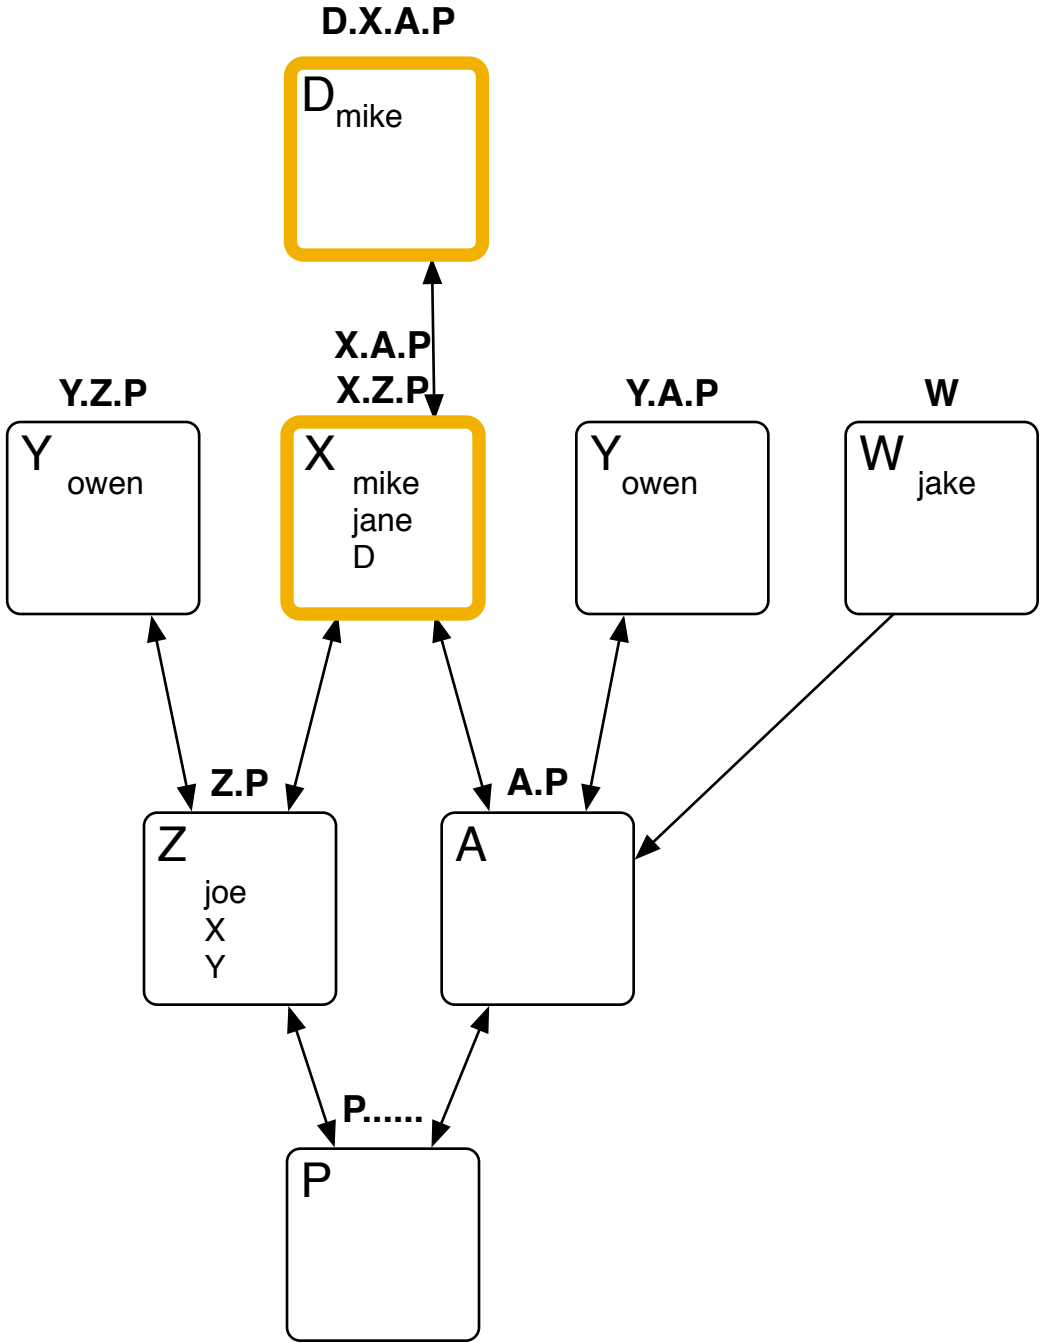 D.X.A.P
D
mike
X.A.P
X.Z.P
Y.Z.P
Y.A.P
W
Y
owen
X
mike
jane
D
Y
owen
W
jake
Z.P
A.P
Z
joe
X
Y
A
P......
P